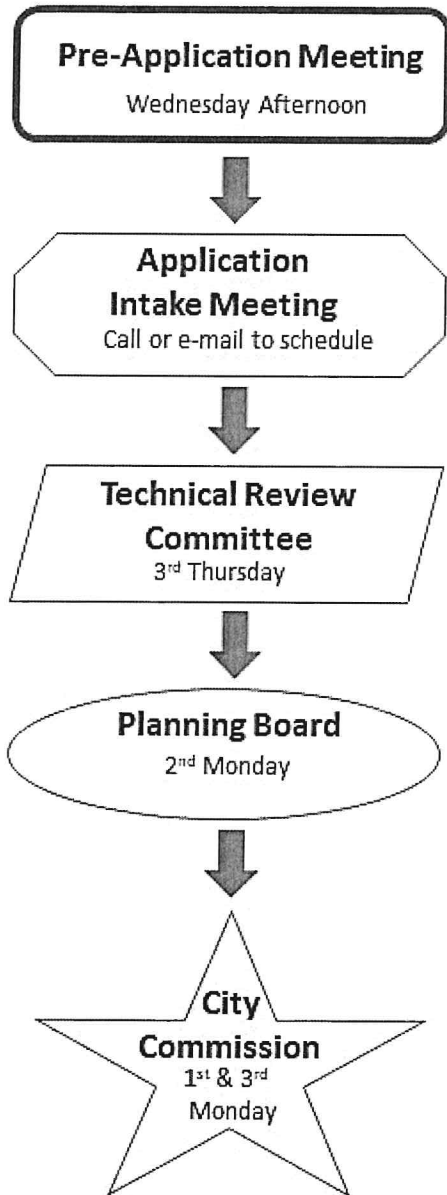 Pre-Application Meeting
Wednesday Afternoon
Application
Intake Meeting
Call or e-mail to schedule
Technical Review
Committee
3rd Thursday
Planning Board
2nd Monday
City
Commission
1st & 3rd
Monday